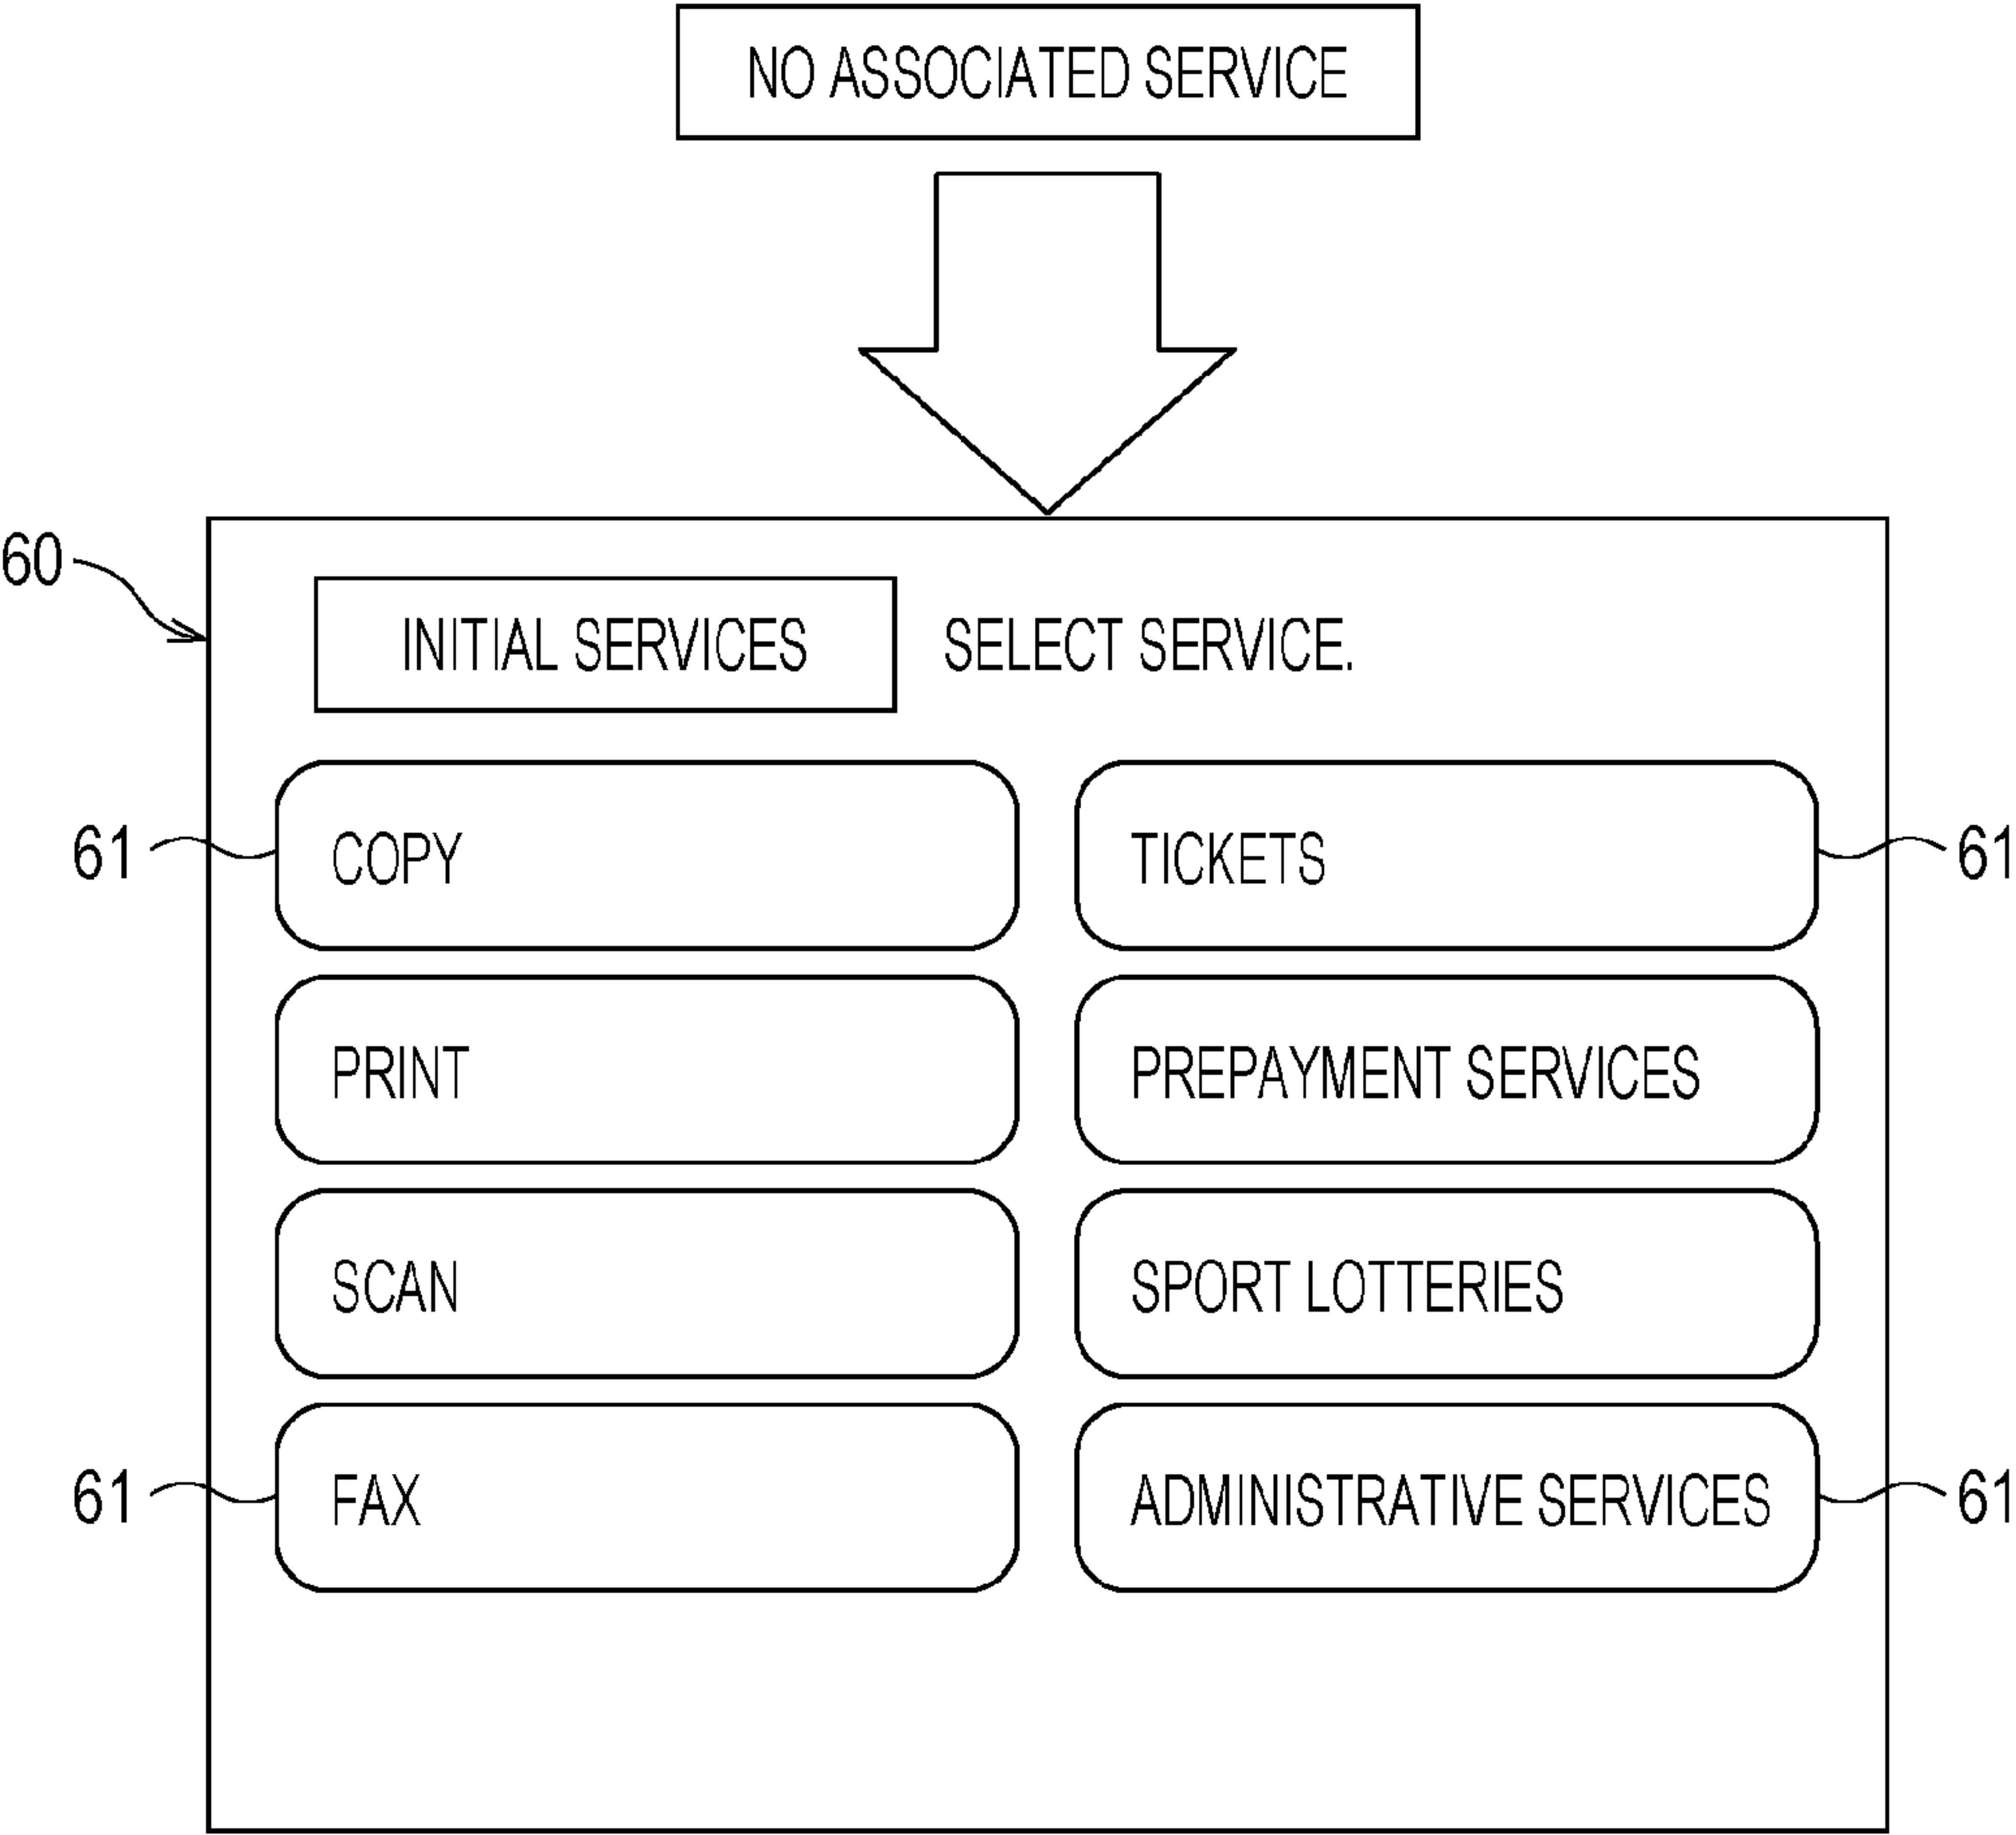 NO ASSOCIATED SERVICE
60
INITIAL SERVICES
SELECT SERVICE.
61
COPY
TICKETS
61
PRINT
PREPAYMENT SERVICES
SCAN
SPORT LOTTERIES
61
FAX
ADMINISTRATIVE SERVICES
61